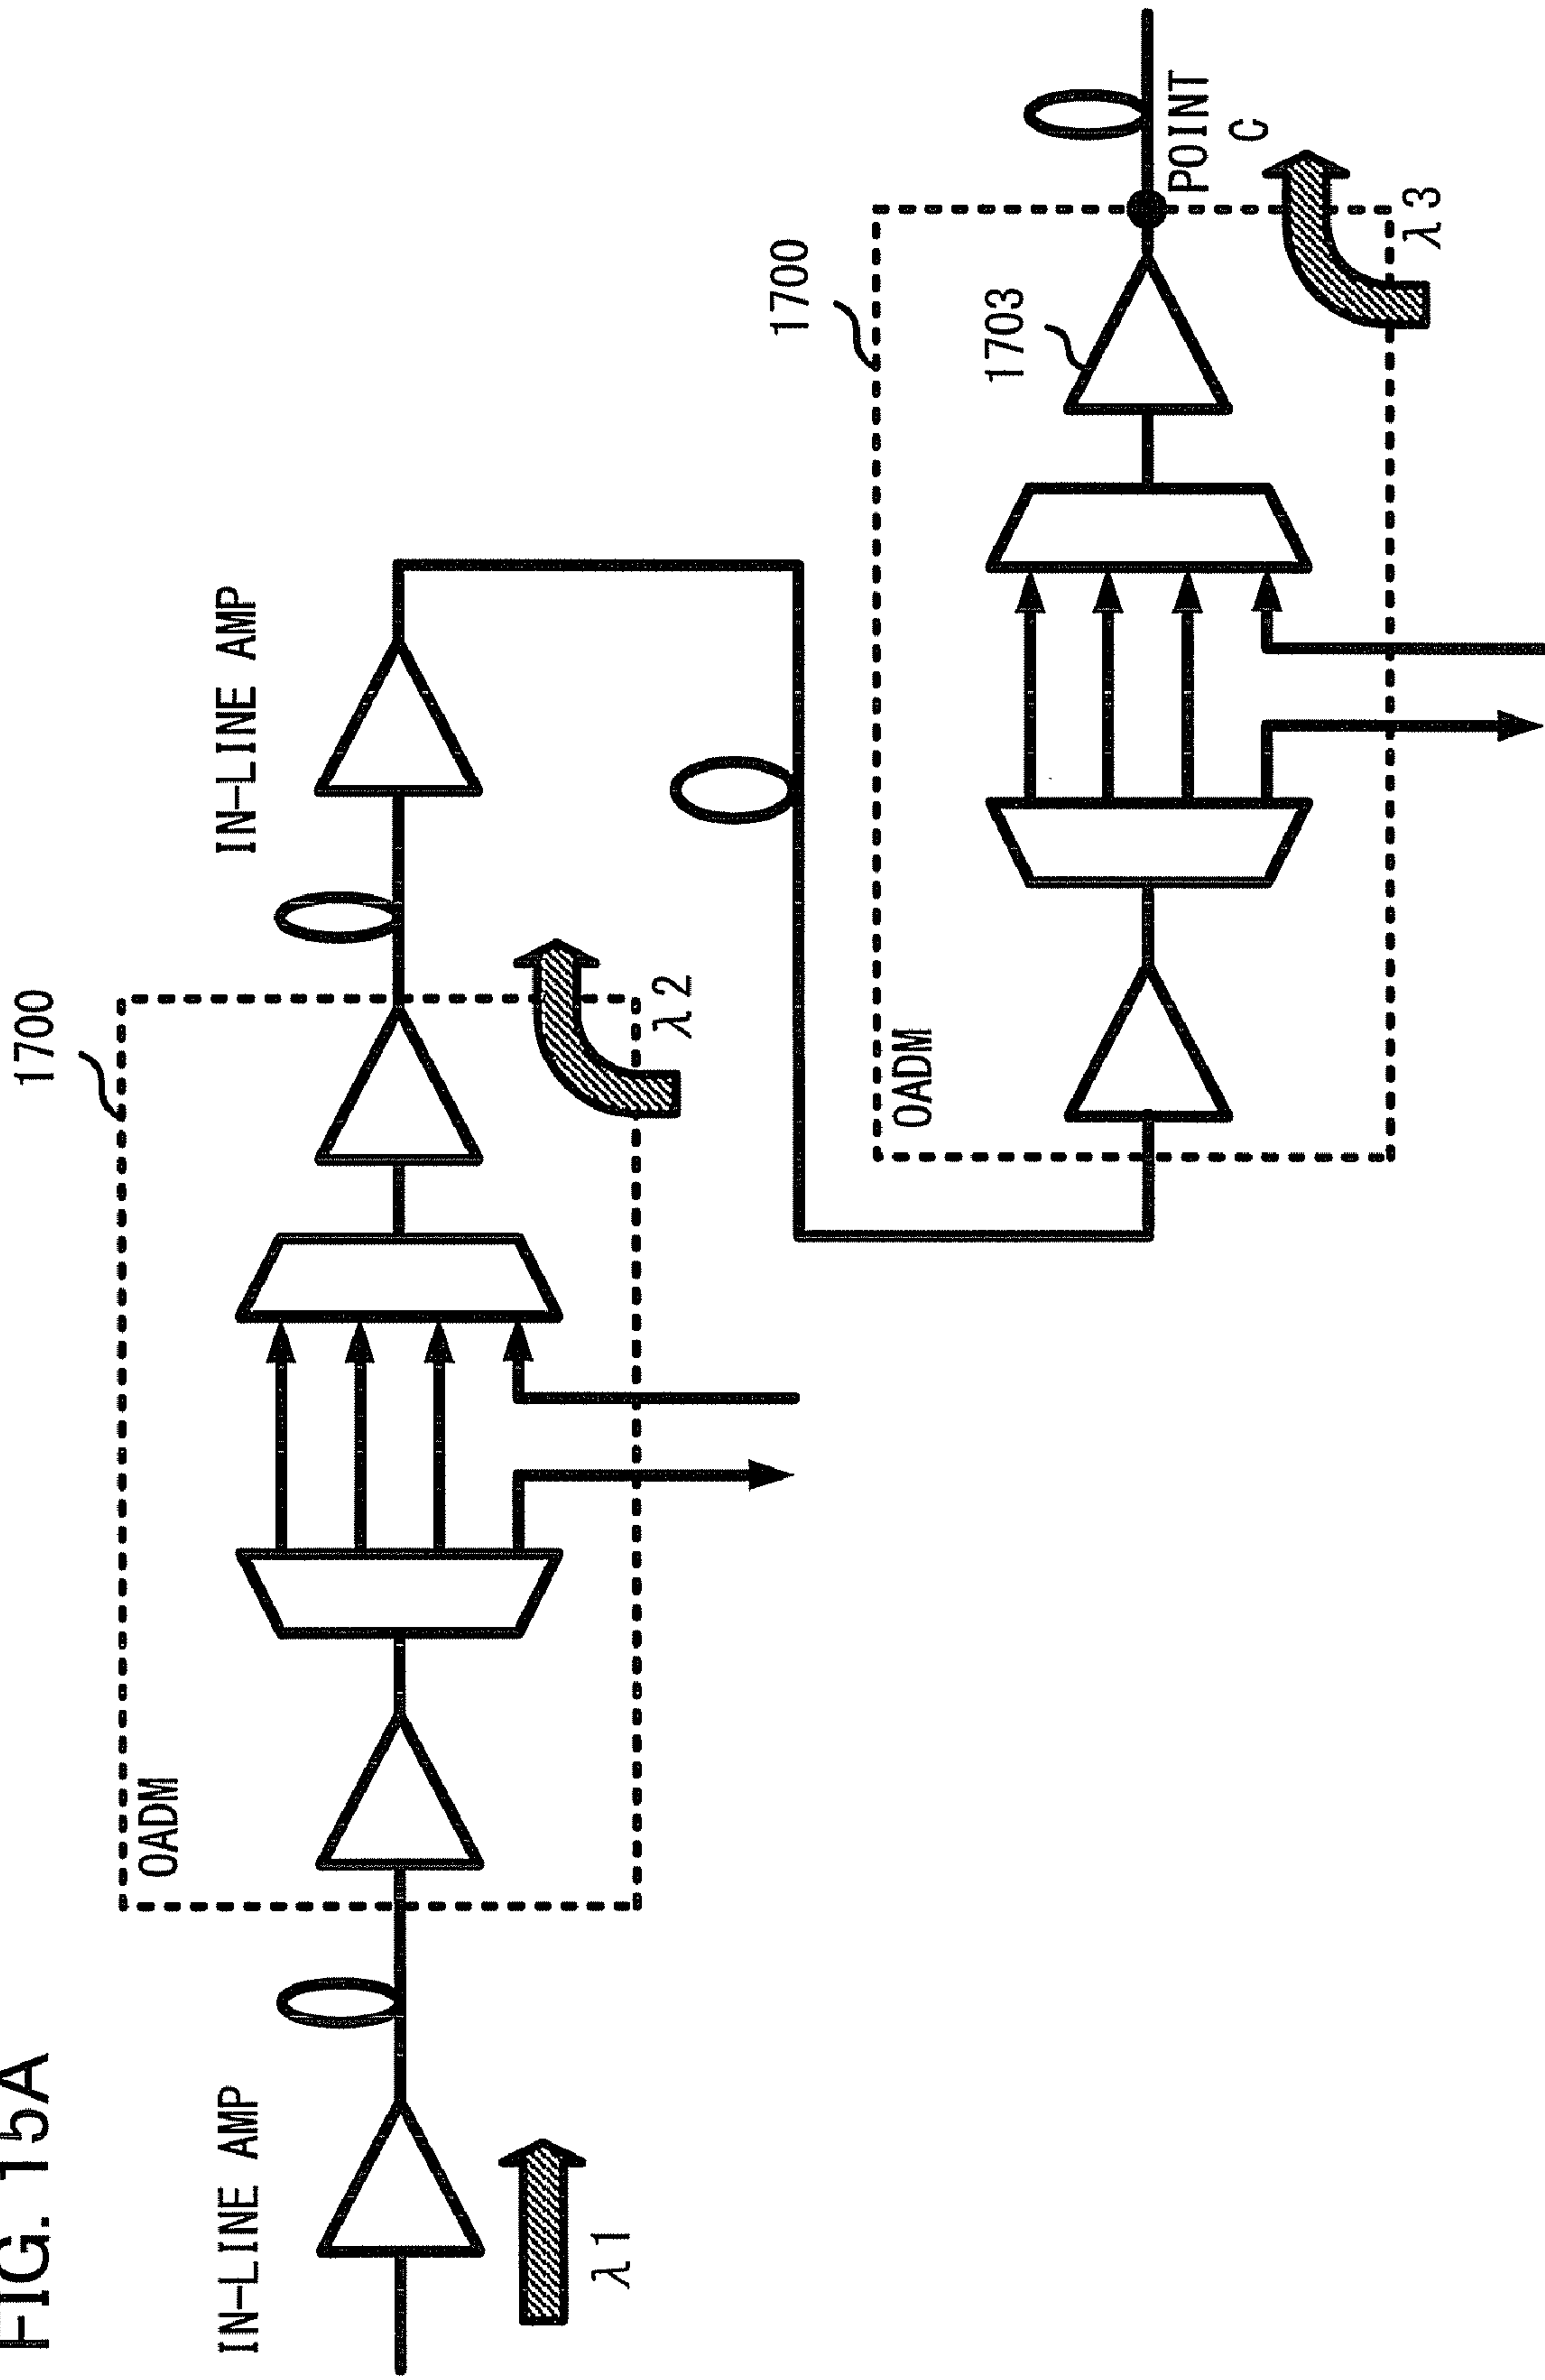 FIG. 15A
IN-LINE AMP
λ1
OADM
1700
λ2
IN-LINE AMP
OADM
1700
1703
POINT
C
λ3